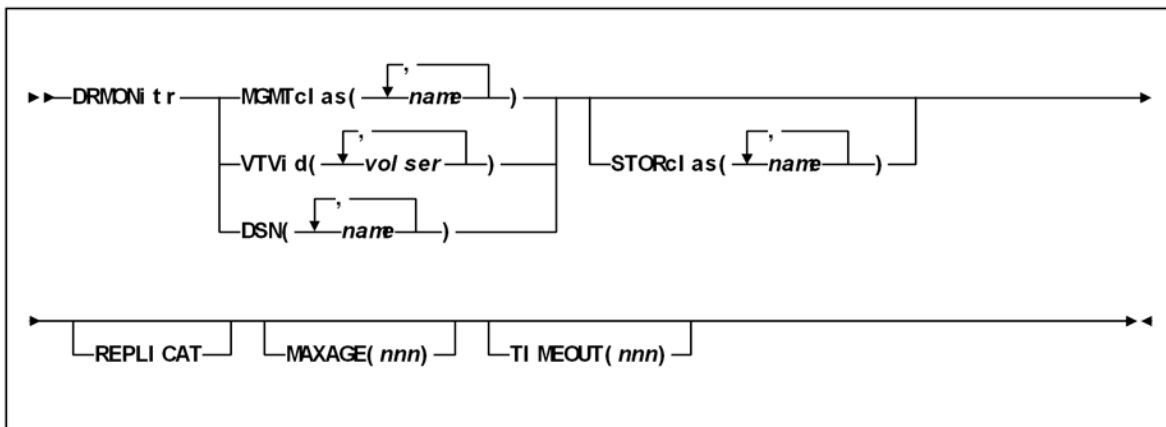 ,
DRMONitr MGMTclas( name )
,
,
VTVid( volser ) STORclas( name )
,
DSN( name )
REPLICAT MAXAGE(nnn) TIMEOUT(nnn)